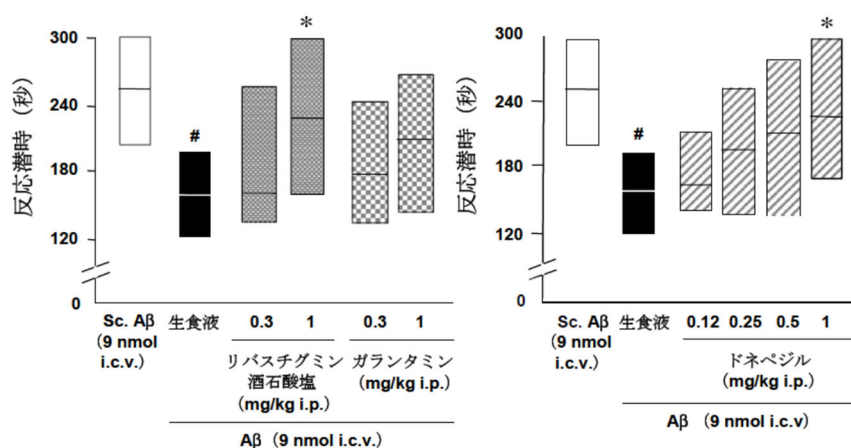 反応潜時（秒）
300
240
180
120
0
#
*
Sc. Aβ
(9 nmol
i.c.v.)
生食液
0.3
1
0.3
1
リバスチグミン
酒石酸塩
(mg/kg i.p.)
ガランタミン
(mg/kg i.p.)
Aβ（9 nmol i.c.v.）
反応潜時（秒）
300
240
180
120
0
#
*
Sc. Aβ
(9 nmol
i.c.v.)
生食液
0.12
0.25
0.5
1
ドネペジル
(mg/kg i.p.)
Aβ（9 nmol i.c.v）